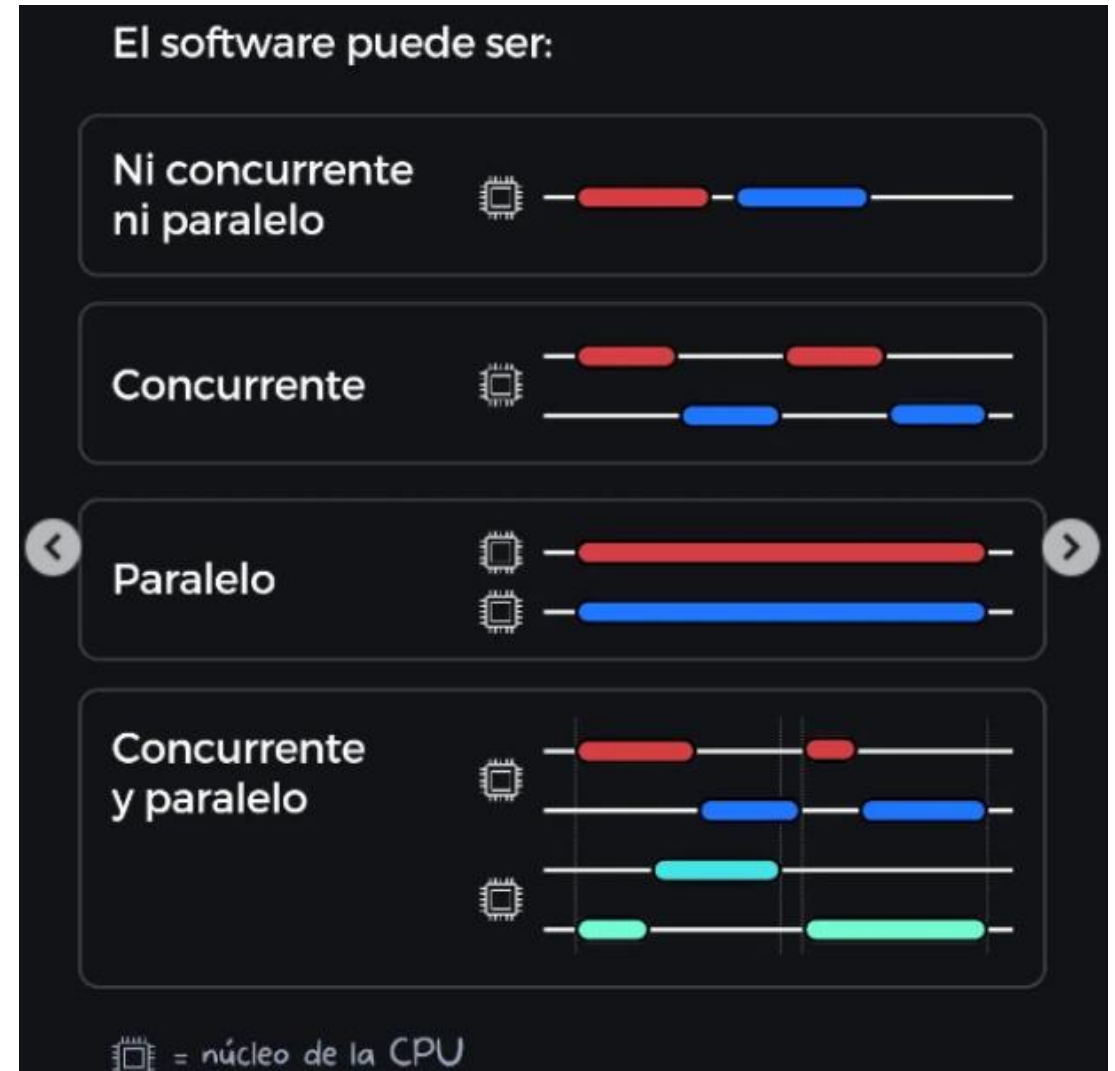 El software puede ser:
Ni concurrente
ni paralelo
Concurrente
Paralelo
Concurrente
y paralelo
= núcleo de la CPU